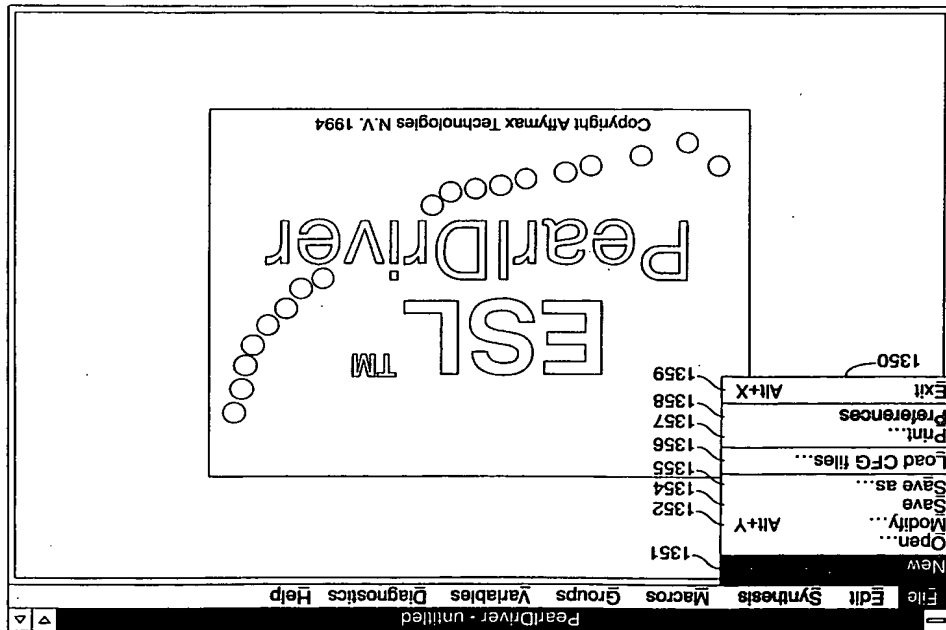 PearlDriver - untitled
File Edit Synthesis Macros Groups Variables Diagnostics Help
New
1351
Open...
Modify... Alt+Y
1352
Save
1354
Save as...
1355
Load CFG files...
1356
Print...
1357
Preferences
1358
Exit Alt+X
1359
1350
ESL TM
PearlDriver
Copyright Affymax Technologies N.V. 1994